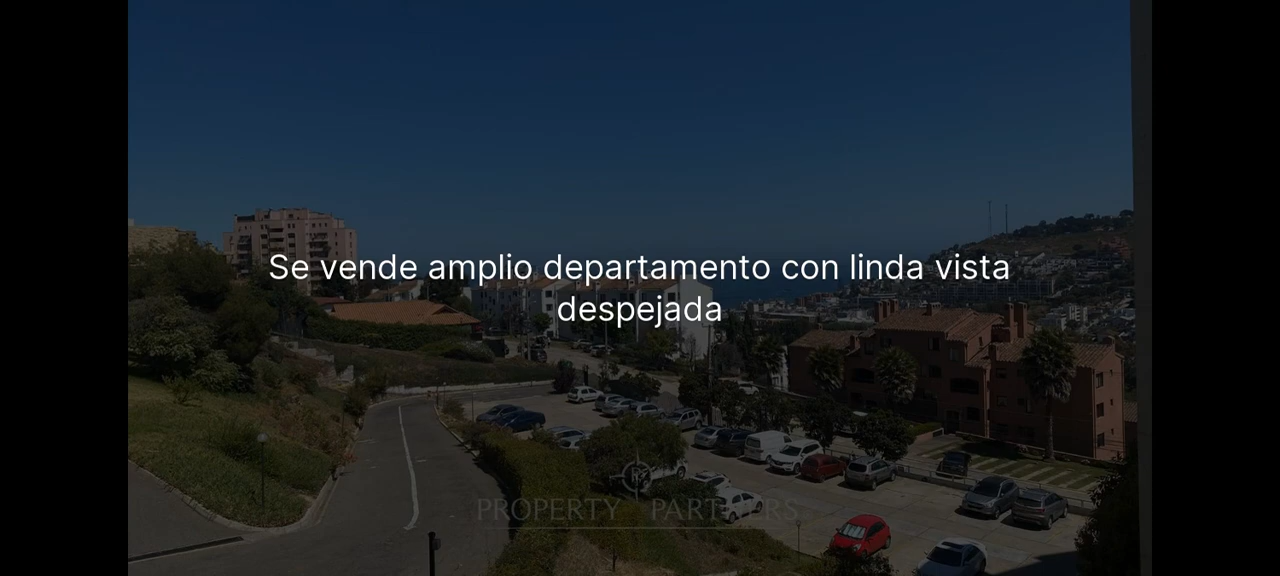 Se vende amplio departamento con linda vista
despejada
PROPERTY PARTNERS